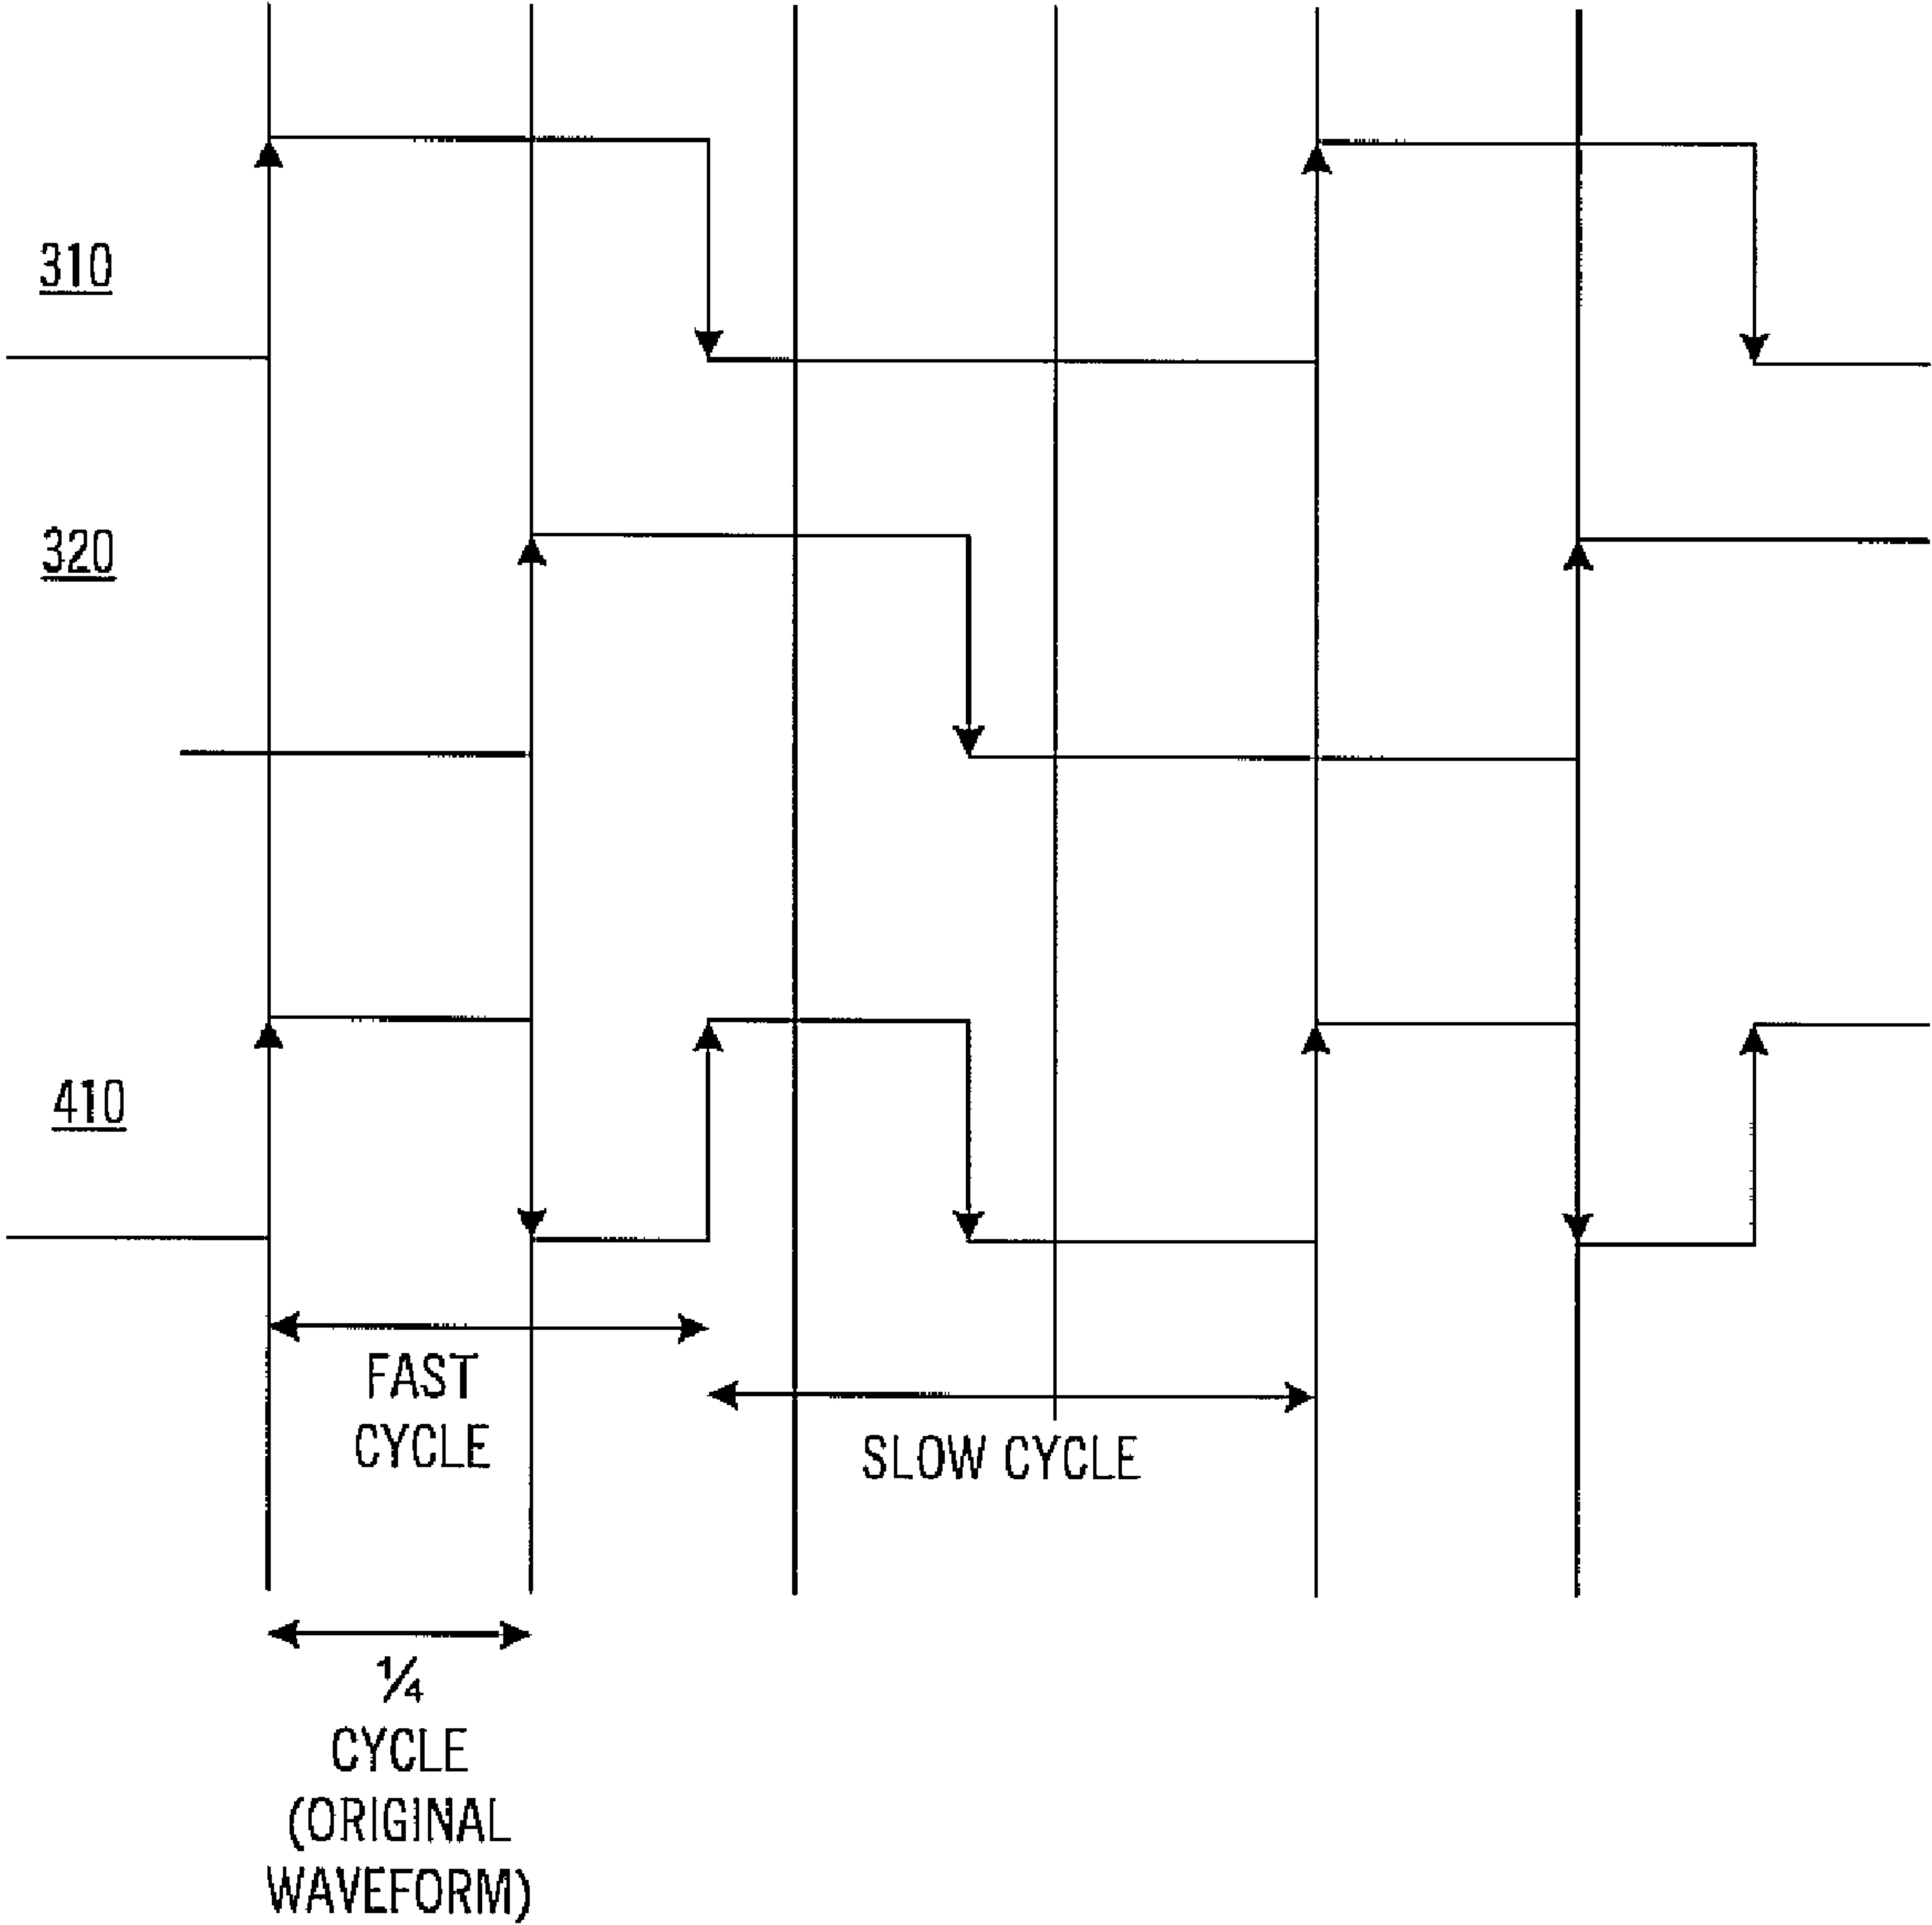 310
320
410
FAST
CYCLE
SLOW CYCLE
1/4
CYCLE
(ORIGINAL
WAVEFORM)